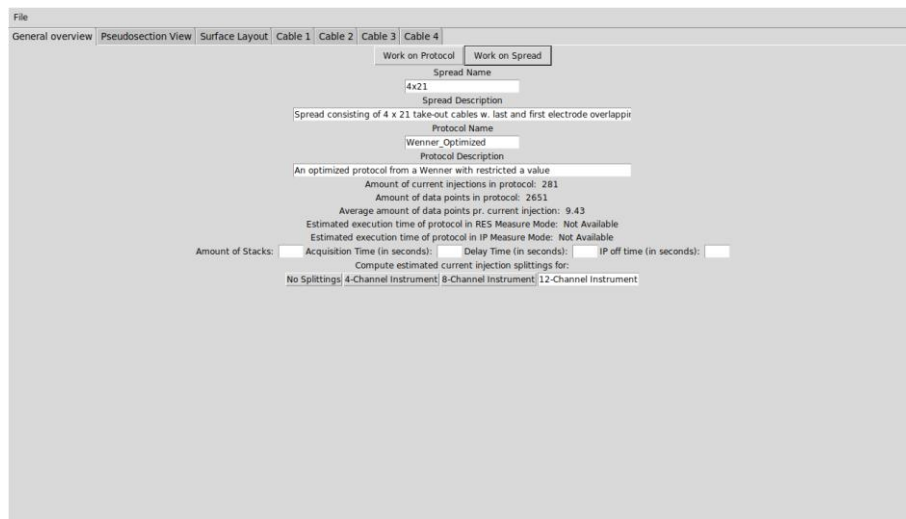 File
General overview Pseudosection View Surface Layout Cable 1 Cable 2 Cable 3 Cable 4
Work on Protocol Work on Spread
Spread Name
4x21
Spread Description
Spread consisting of 4 x 21 take-out cables w. last and first electrode overlappin
Protocol Name
Wenner_Optimized
Protocol Description
An optimized protocol from a Wenner with restricted a value
Amount of current injections in protocol: 281
Amount of data points in protocol: 2651
Average amount of data points pr. current injection: 9.43
Estimated execution time of protocol in RES Measure Mode: Not Available
Estimated execution time of protocol in IP Measure Mode: Not Available
Amount of Stacks: Acquisition Time (in seconds): Delay Time (in seconds): IP off time (in seconds):
Compute estimated current injection splittings for:
No Splittings 4-Channel Instrument 8-Channel Instrument 12-Channel Instrument